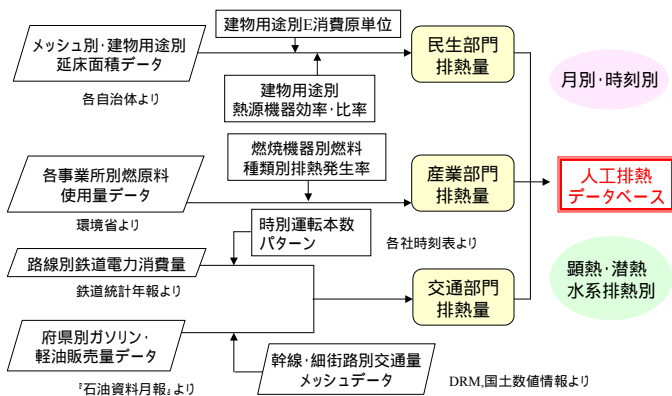 建物用途別E消費原単位
メッシュ別・建物用途別
延床面積データ
各自治体より
建物用途別
熱源機器効率・比率
民生部門
排熱量
月別・時刻別
燃焼機器別燃料
種類別排熱発生率
各事業所別燃原料
使用量データ
環境省より
産業部門
排熱量
人工排熱
データベース
時別運転本数
パターン
各社時刻表より
路線別鉄道電力消費量
鉄道統計年報より
交通部門
排熱量
顕熱・潜熱
水系排熱別
府県別ガソリン・
軽油販売量データ
『石油資料月報』より
幹線・細街路別交通量
メッシュデータ
DRM,国土数値情報より